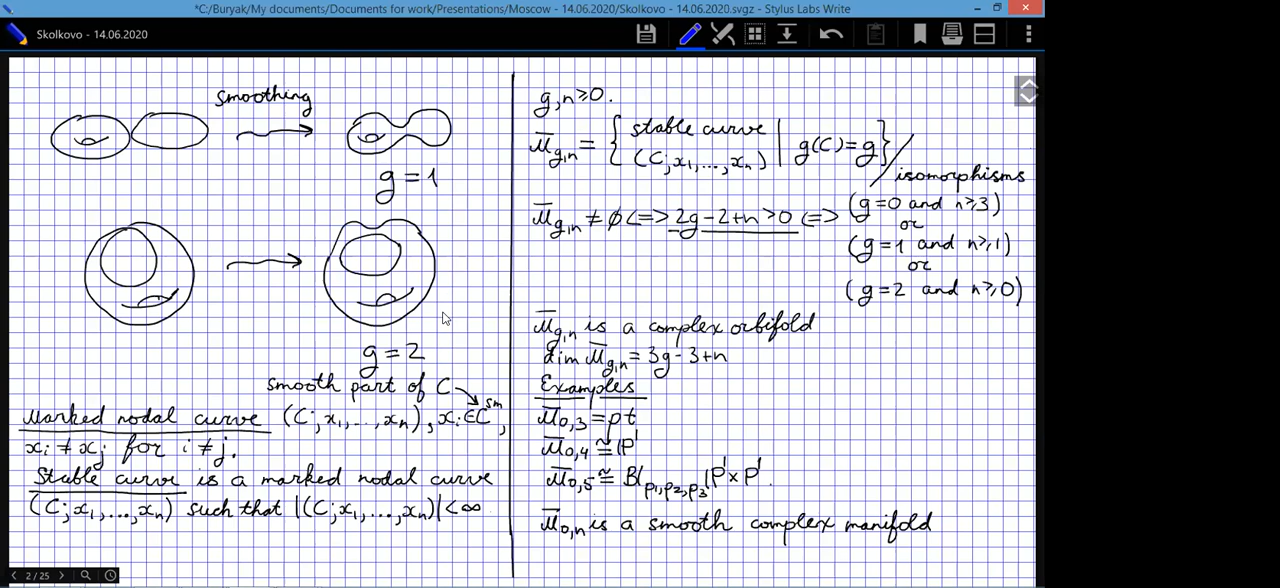 *C:/Buryak/My documents/Documents for work/Presentations/Moscow - 14.06.2020/Skolkovo - 14.06.2020.svgz - Stylus Labs Write
Skolkovo - 14.06.2020
smoothing
g = 1
g = 2
smooth part of C
Marked nodal curve (C; x₁, ..., xₙ), xᵢ ∈ Cˢᵐ,
xᵢ ≠ xⱼ for i ≠ j.
Stable curve is a marked nodal curve
(C; x₁, ..., xₙ) such that |(C; x₁, ..., xₙ)| < ∞
g, n ≥ 0.
M̅_{g,n} = { stable curve (C; x₁, ..., xₙ) | g(C) = g } / isomorphisms
M̅_{g,n} ≠ ∅ <=> 2g - 2 + n > 0 <=> (g = 0 and n ≥ 3)
or
(g = 1 and n ≥ 1)
or
(g = 2 and n ≥ 0)
M̅_{g,n} is a complex orbifold
dim M̅_{g,n} = 3g - 3 + n
Examples
M̅_{0,3} = pt
M̅_{0,4} ≅ ℙ¹
M̅_{0,5} ≅ Bl_{p₁,p₂,p₃} ℙ¹ × ℙ¹.
M̅_{0,n} is a smooth complex manifold
2 / 25